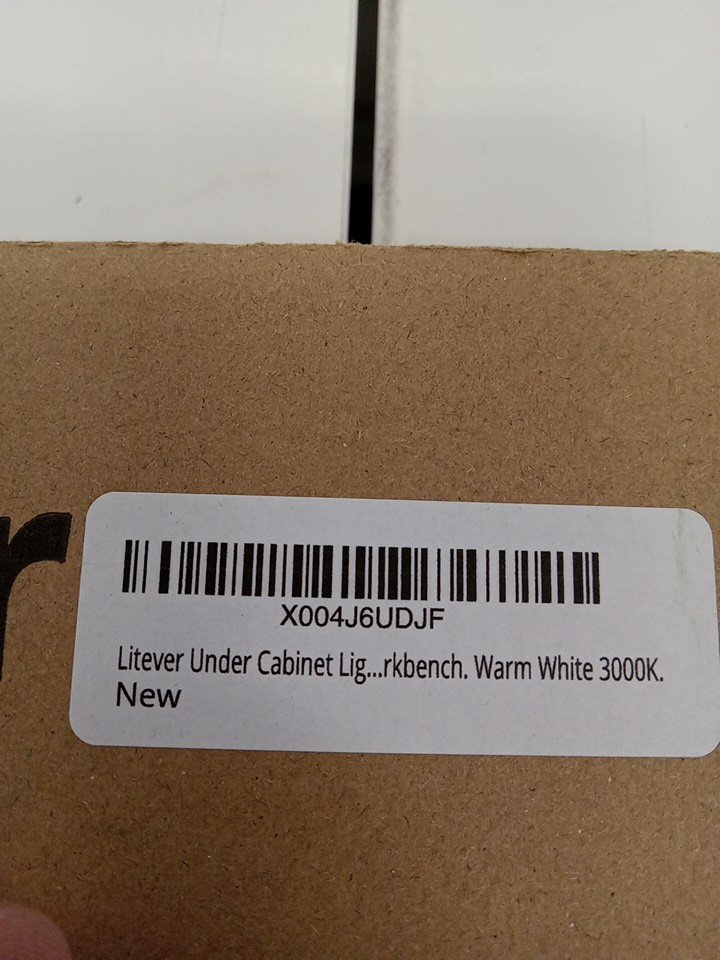 r
X004J6UDJF
Litever Under Cabinet Lig...rkbench. Warm White 3000K.
New